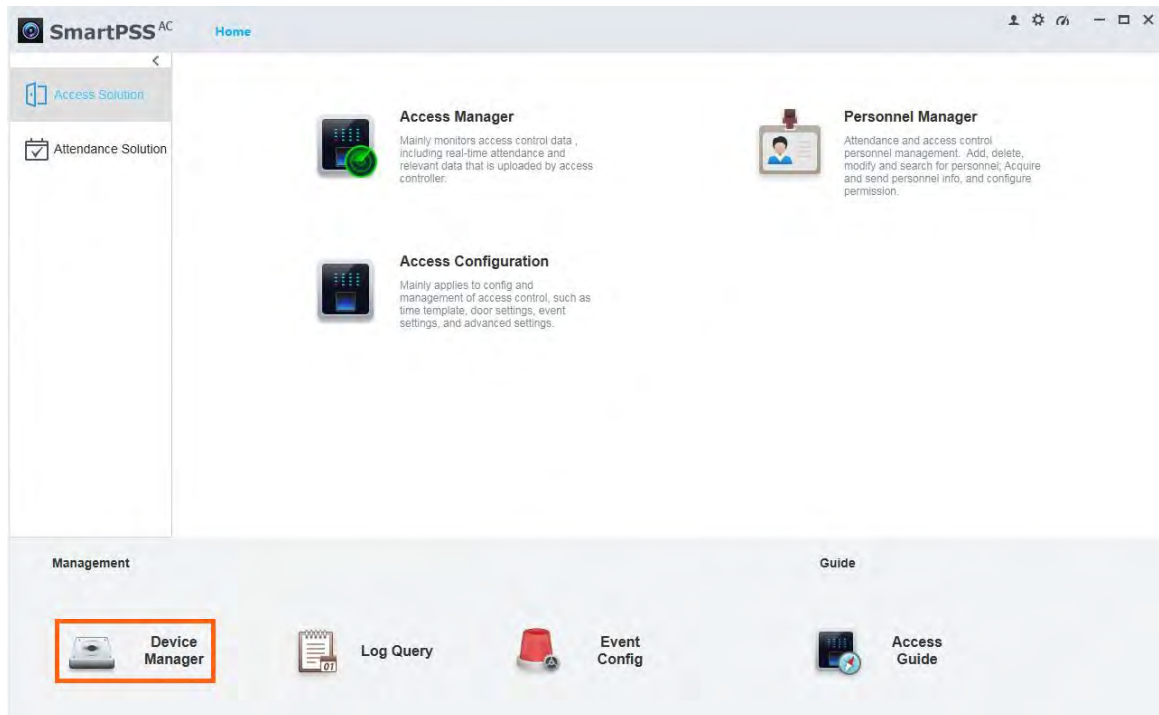 SmartPSS AC
Home
Access Solution
Attendance Solution
Access Manager
Mainly monitors access control data ,
including real-time attendance and
relevant data that is uploaded by access
controller.
Personnel Manager
Attendance and access control
personnel management. Add, delete,
modify and search for personnel; Acquire
and send personnel info, and configure
permission.
Access Configuration
Mainly applies to config and
management of access control, such as
time template, door settings, event
settings, and advanced settings.
Management
Guide
Device
Manager
01
Log Query
Event
Config
Access
Guide